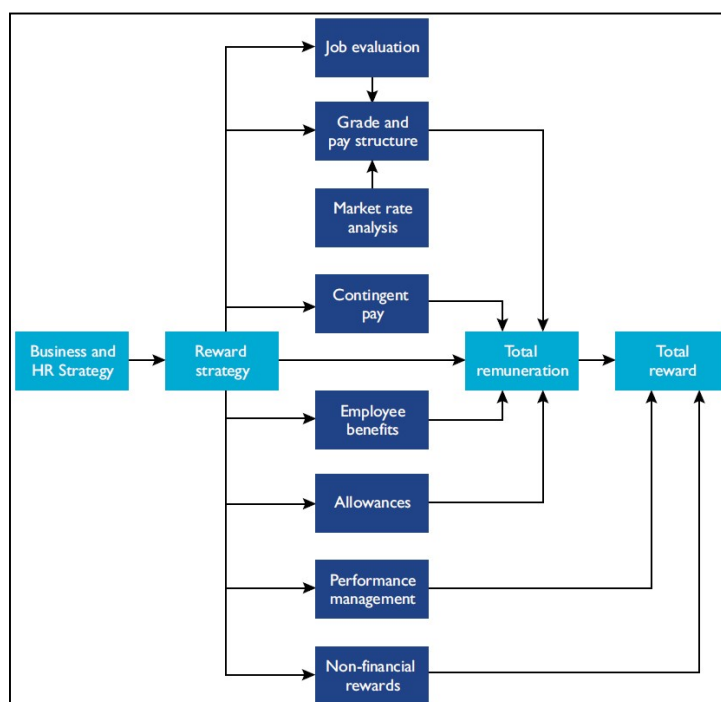 Job evaluation
Grade and
pay structure
Market rate
analysis
Contingent
pay
Business and
HR Strategy
Reward
strategy
Total
remuneration
Total
reward
Employee
benefits
Allowances
Performance
management
Non-financial
rewards